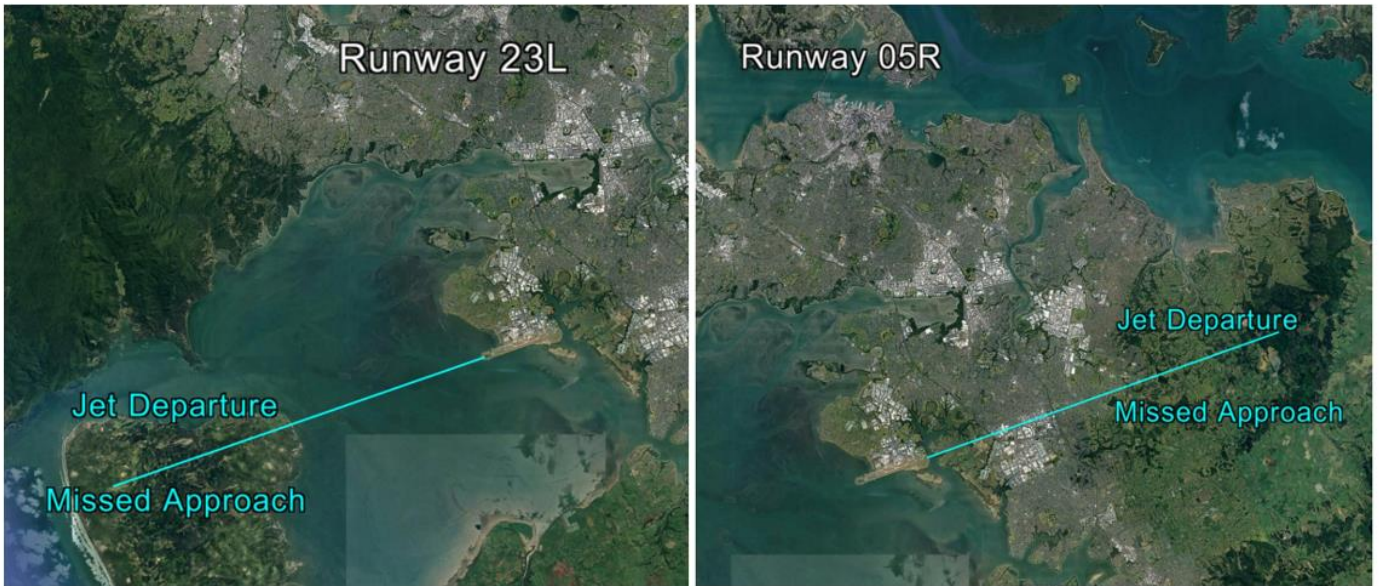 Runway 23L
Jet Departure
Missed Approach
Runway 05R
Jet Departure
Missed Approach